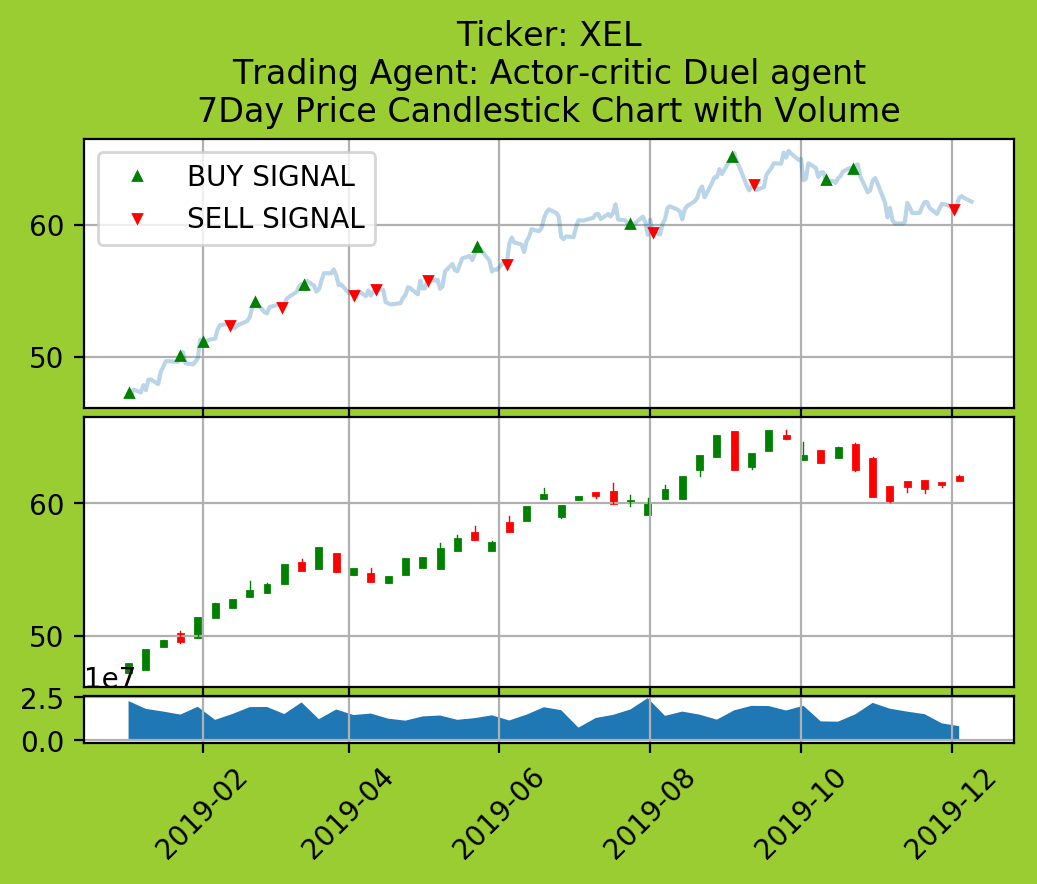 Ticker: XEL
Trading Agent: Actor-critic Duel agent
7Day Price Candlestick Chart with Volume
BUY SIGNAL
SELL SIGNAL
60
50
60
50
1e7
2.5
0.0
2019-02
2019-04
2019-06
2019-08
2019-10
2019-12